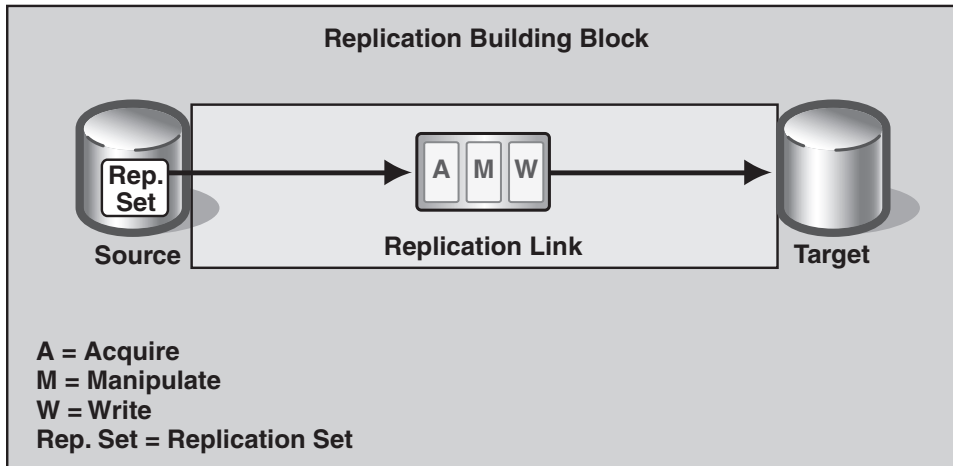 Replication Building Block
Rep.
Set
A M W
Source
Replication Link
Target
A = Acquire
M = Manipulate
W = Write
Rep. Set = Replication Set